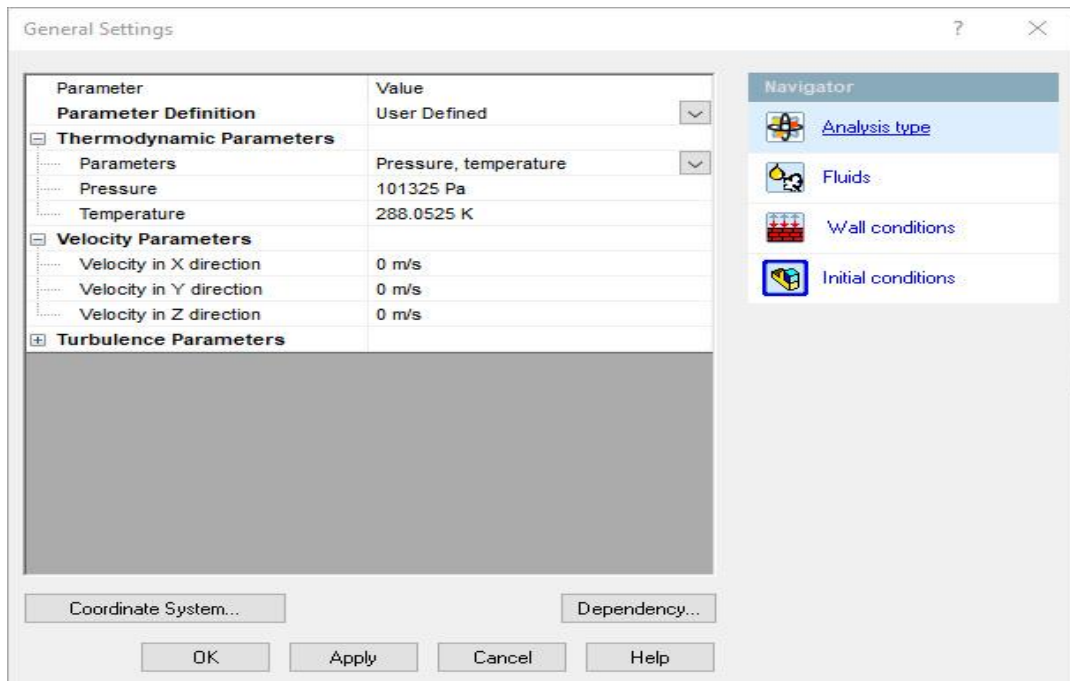 General Settings
Parameter Value
Parameter Definition User Defined
Thermodynamic Parameters
Parameters Pressure, temperature
Pressure 101325 Pa
Temperature 288.0525 K
Velocity Parameters
Velocity in X direction 0 m/s
Velocity in Y direction 0 m/s
Velocity in Z direction 0 m/s
Turbulence Parameters
Navigator
Analysis type
Fluids
Wall conditions
Initial conditions
Coordinate System... Dependency...
OK Apply Cancel Help